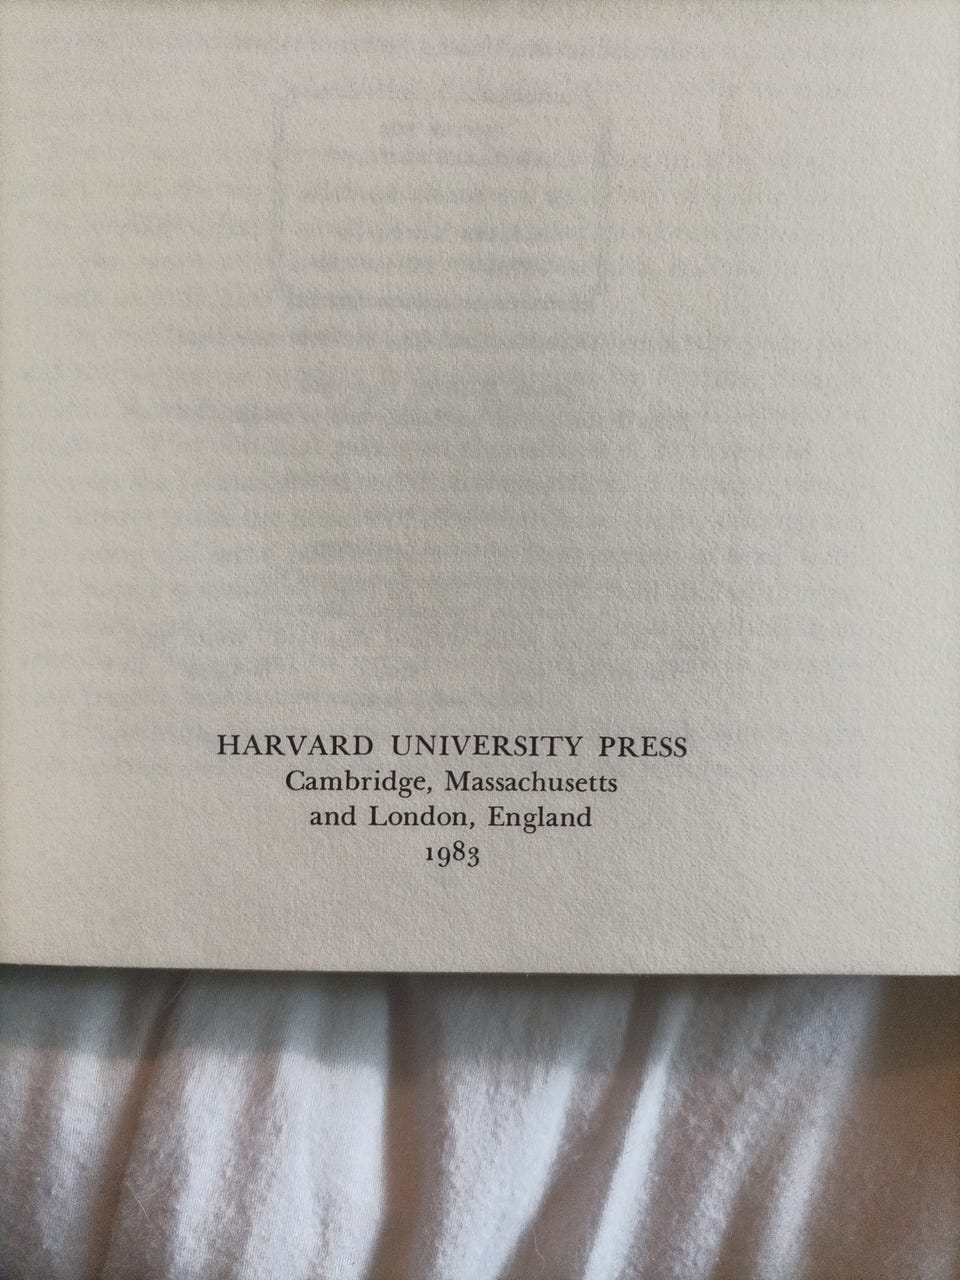 HARVARD UNIVERSITY PRESS
Cambridge, Massachusetts
and London, England
1983